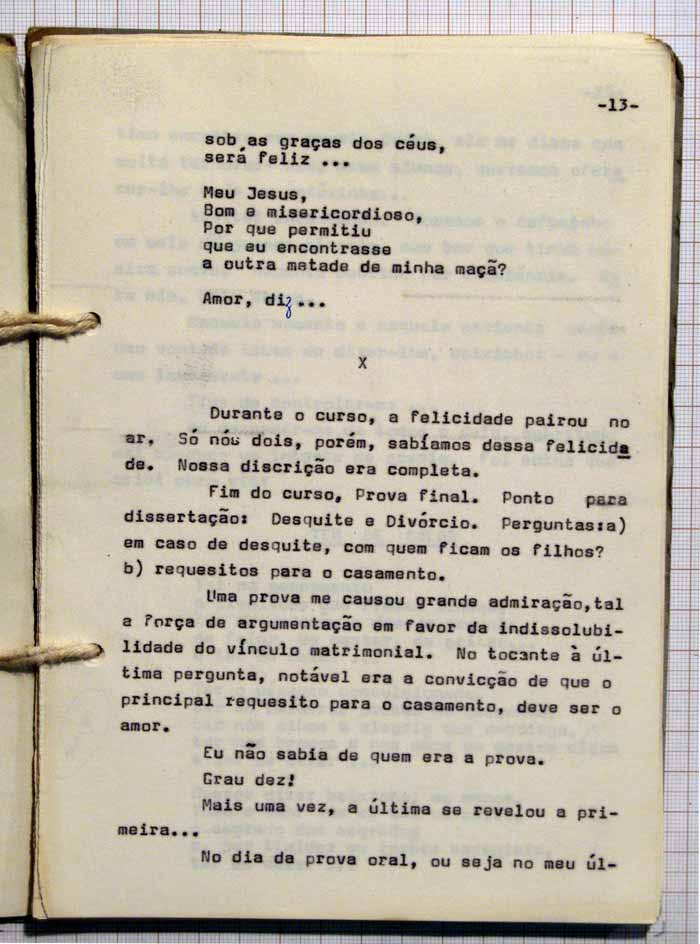 -13-
sob as graças dos céus,
será feliz ...
Meu Jesus,
Bom e misericordioso,
Por que permitiu
que eu encontrasse
a outra metade de minha maçã?
Amor, diz ...
X
Durante o curso, a felicidade pairou no
ar. Só nós dois, porém, sabíamos dessa felicida
de. Nossa discrição era completa.
Fim do curso, Prova final. Ponto para
dissertação: Desquite e Divórcio. Perguntas:a)
em caso de desquite, com quem ficam os filhos?
b) requesitos para o casamento.
Uma prova me causou grande admiração,tal
a força de argumentação em favor da indissolubi-
lidade do vínculo matrimonial. No tocante à úl-
tima pergunta, notável era a convicção de que o
principal requesito para o casamento, deve ser o
amor.
Eu não sabia de quem era a prova.
Grau dez!
Mais uma vez, a última se revelou a pri-
meira...
No dia da prova oral, ou seja no meu úl-